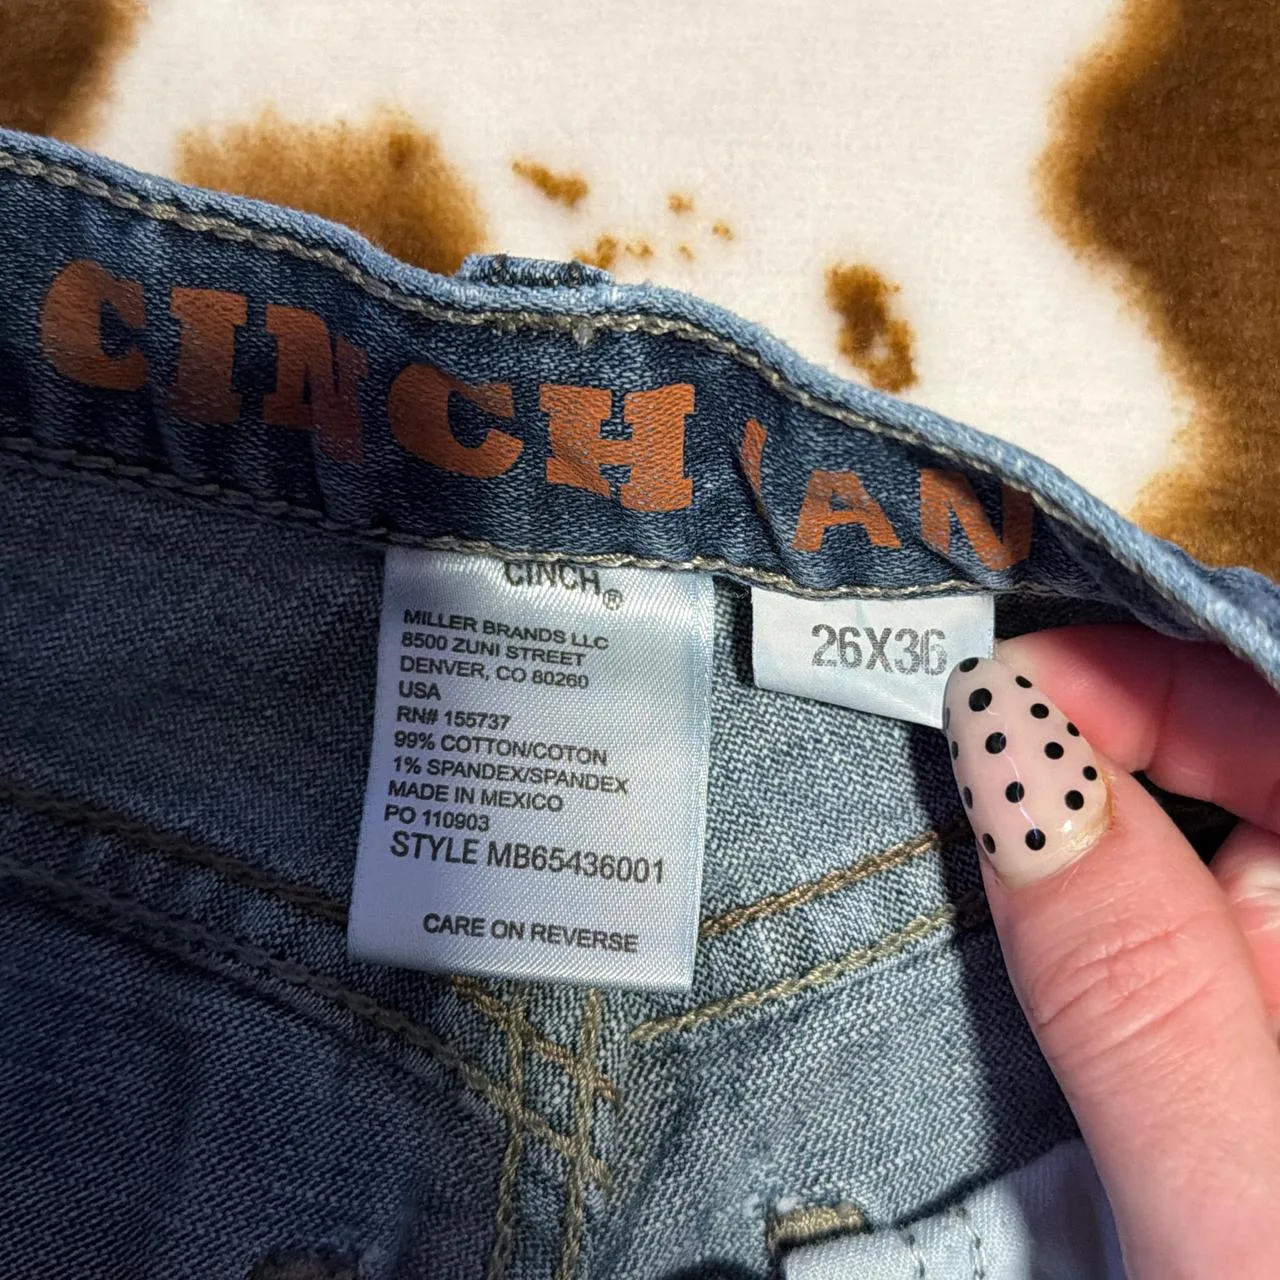 CINCH IAN
CINCH®
MILLER BRANDS LLC
8500 ZUNI STREET
DENVER, CO 80260
USA
RN# 155737
99% COTTON/COTON
1% SPANDEX/SPANDEX
MADE IN MEXICO
PO 110903
STYLE MB65436001
CARE ON REVERSE
26X36